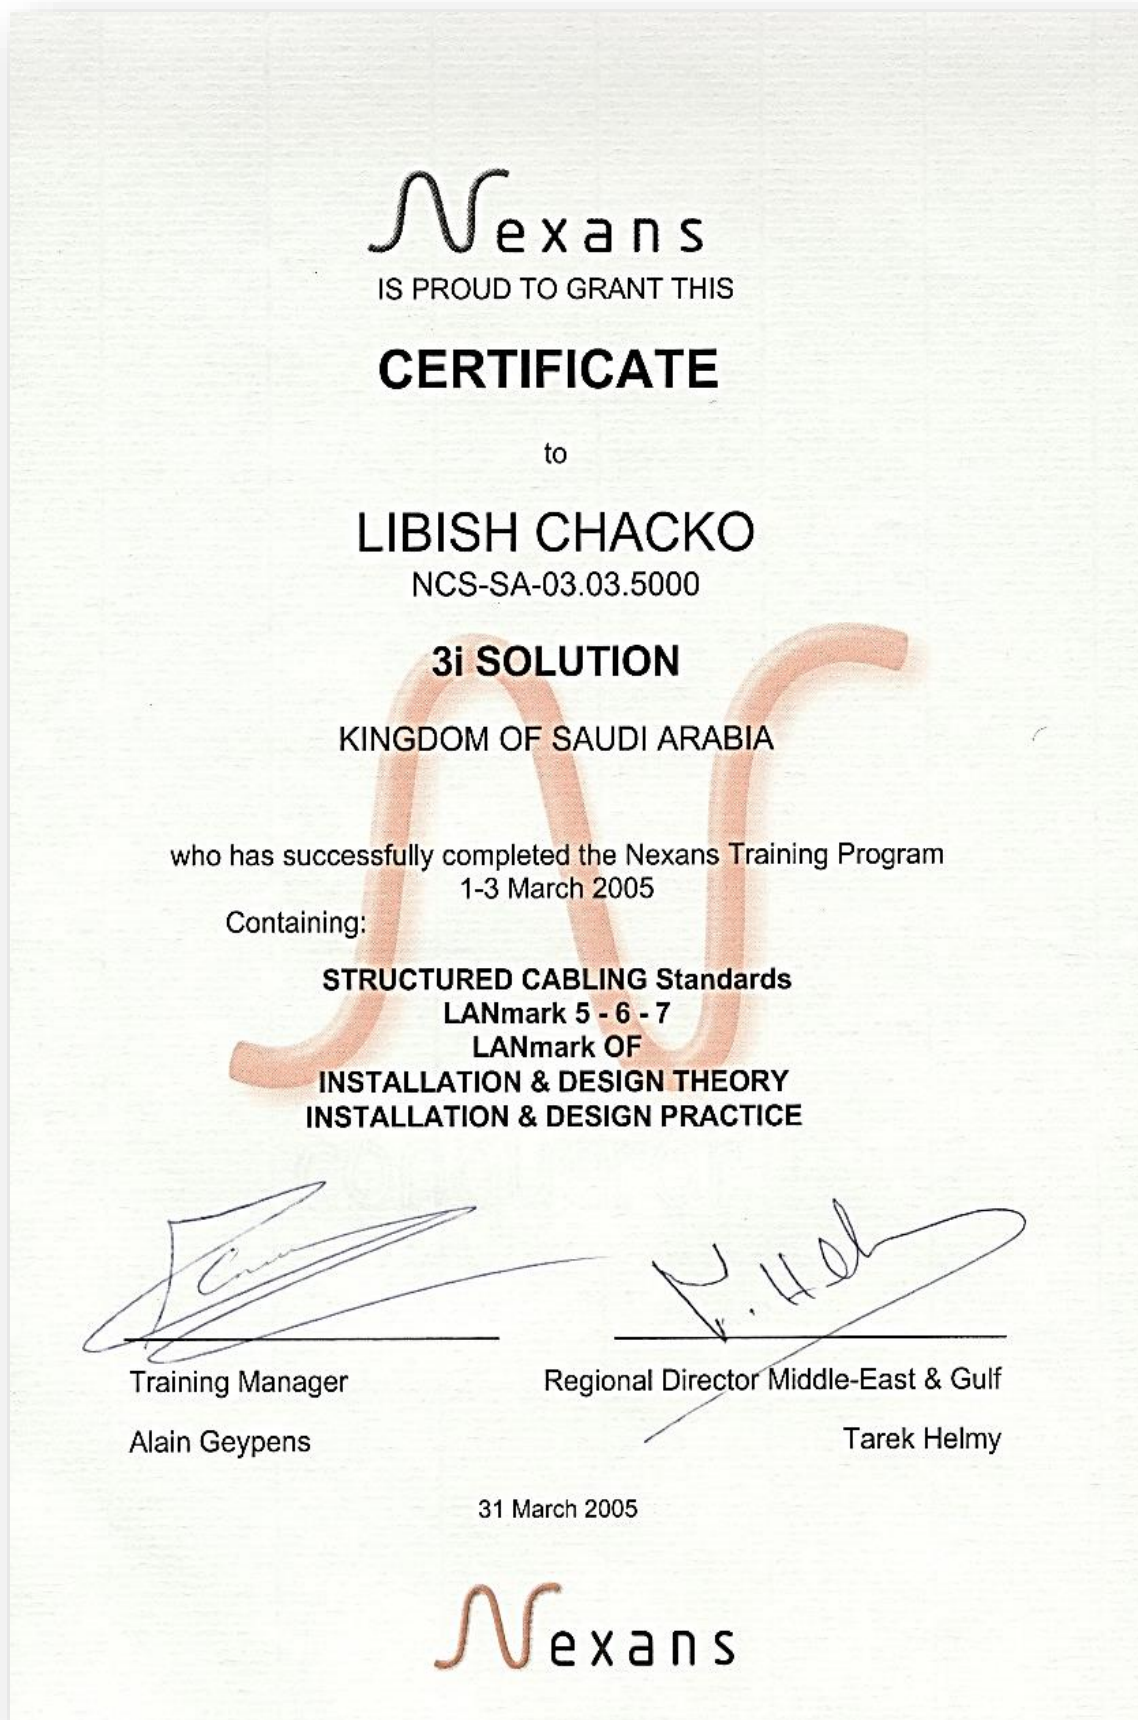 Nexans
IS PROUD TO GRANT THIS
CERTIFICATE
to
LIBISH CHACKO
NCS-SA-03.03.5000
3i SOLUTION
KINGDOM OF SAUDI ARABIA
who has successfully completed the Nexans Training Program
1-3 March 2005
Containing:
STRUCTURED CABLING Standards
LANmark 5 - 6 - 7
LANmark OF
INSTALLATION & DESIGN THEORY
INSTALLATION & DESIGN PRACTICE
T. Helmy
Training Manager
Regional Director Middle-East & Gulf
Alain Geypens
Tarek Helmy
31 March 2005
Nexans